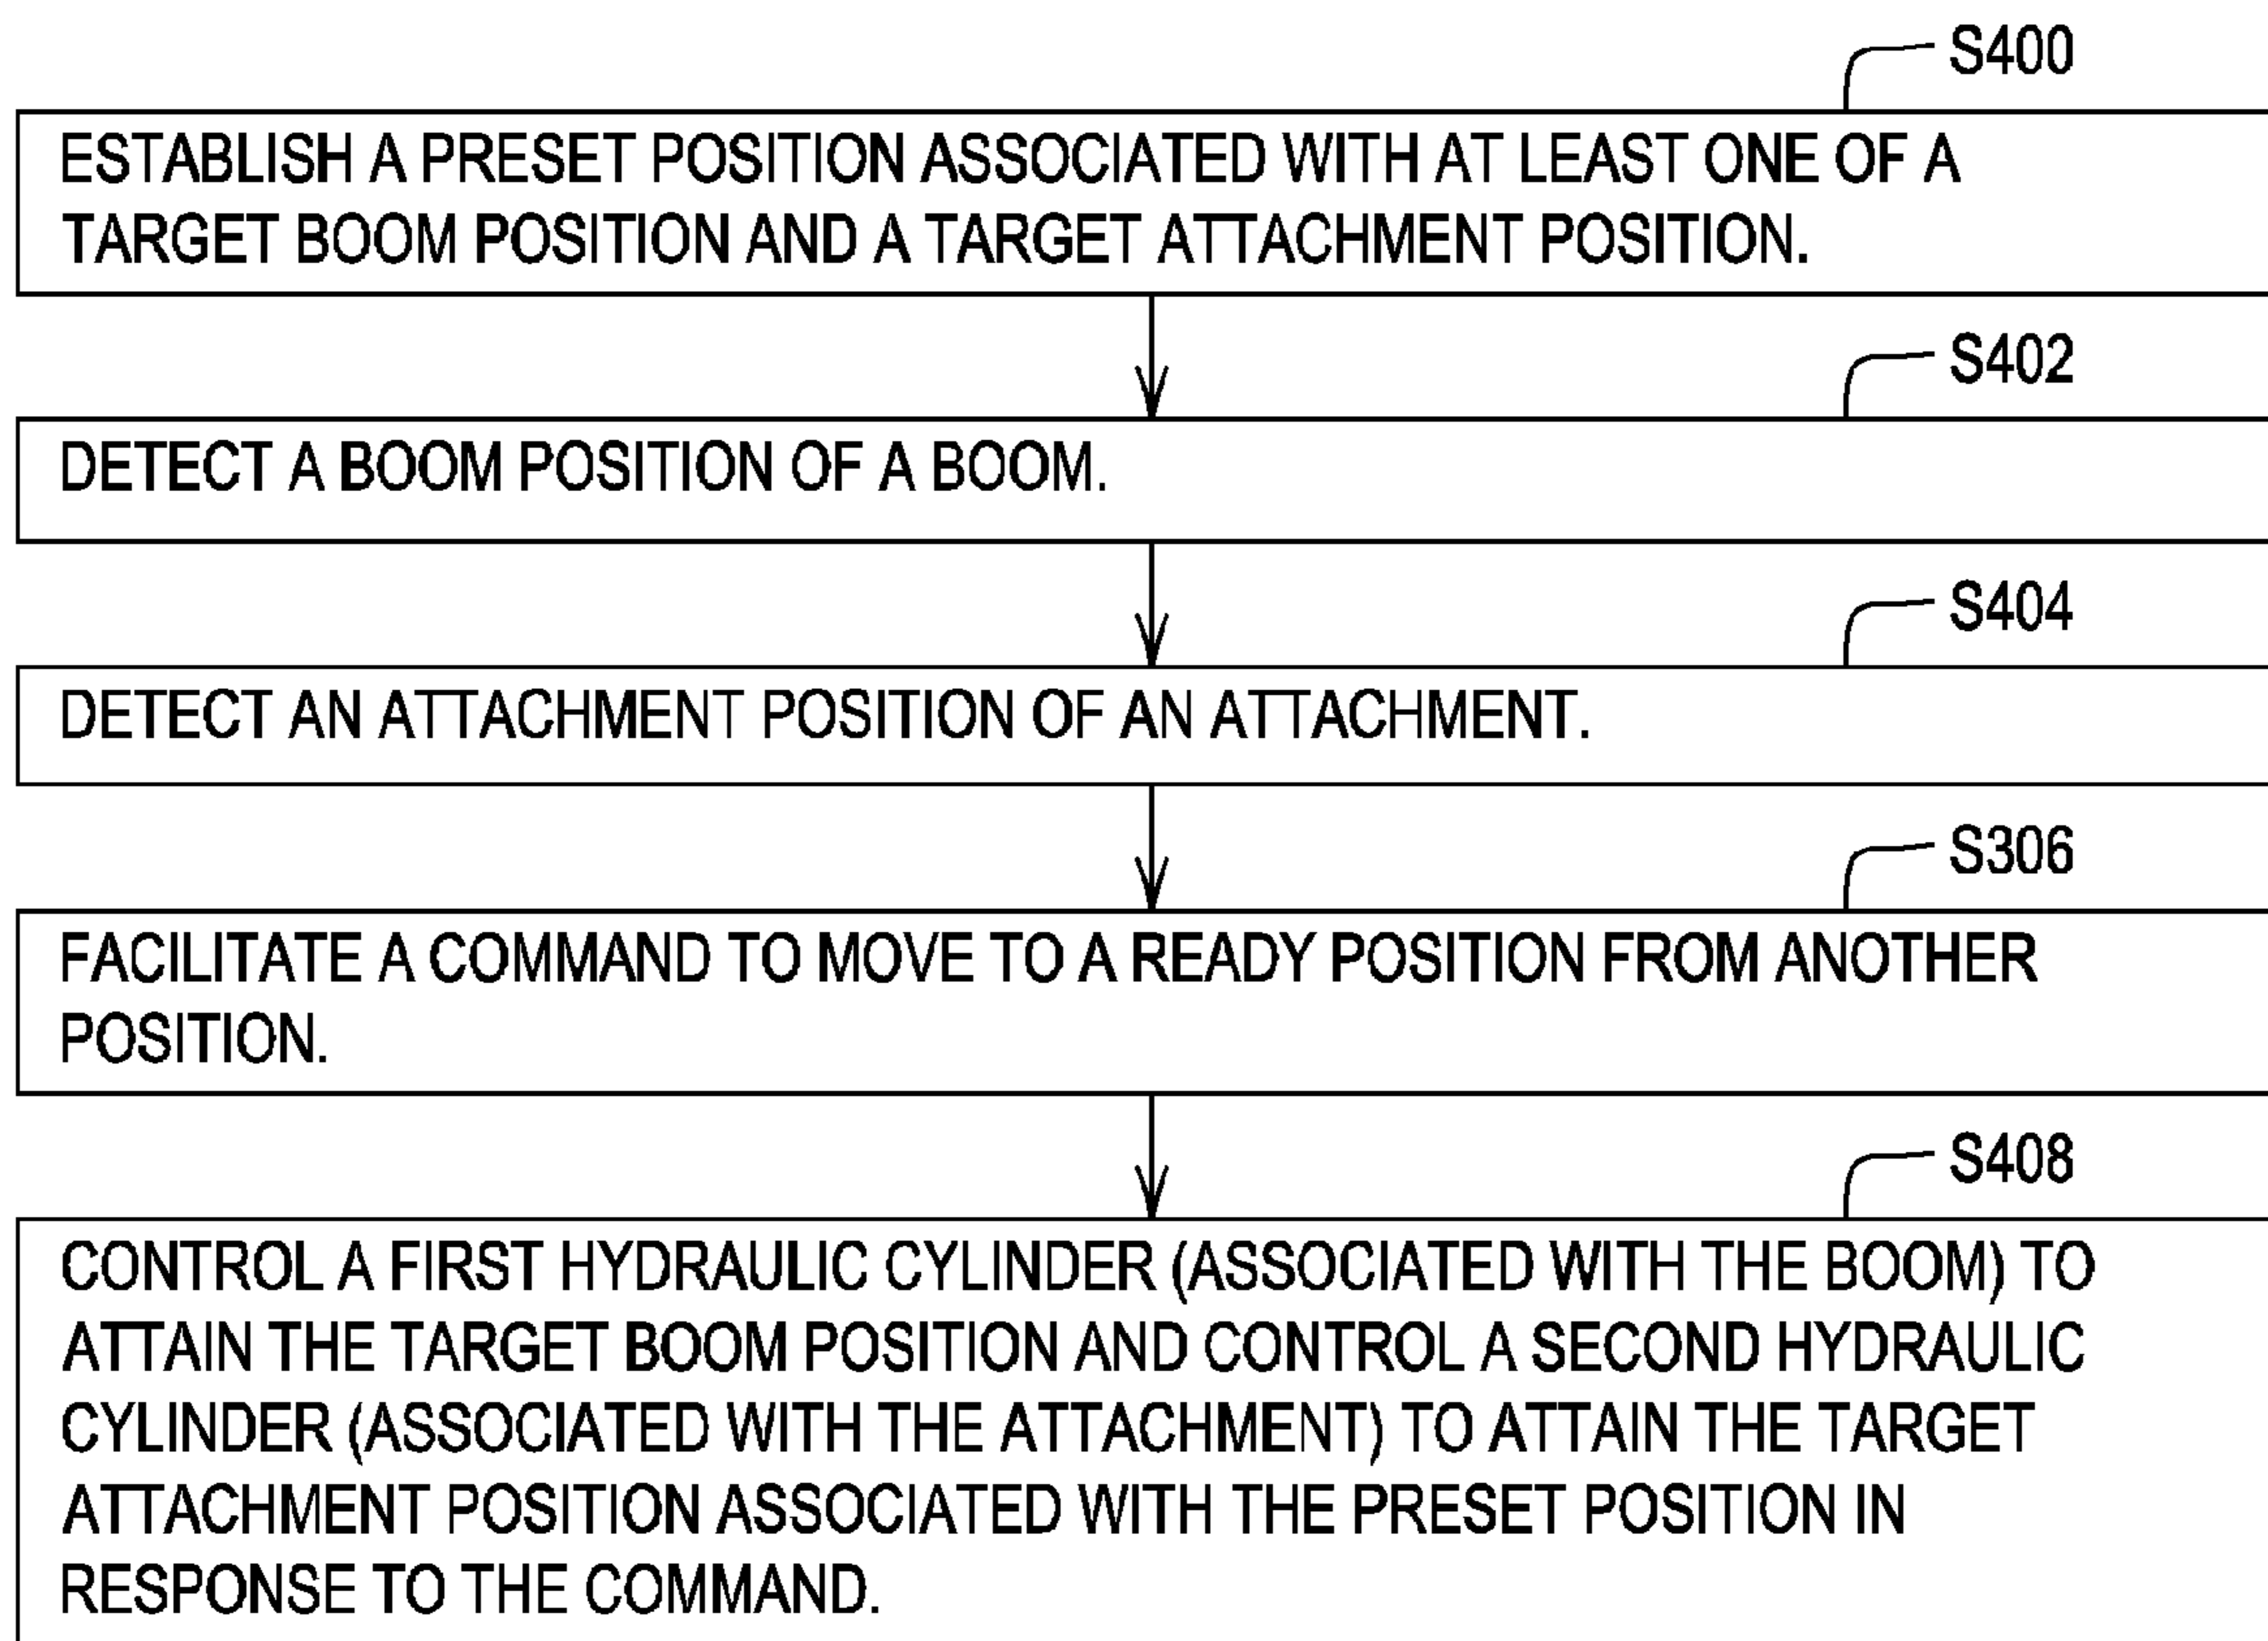 S400
ESTABLISH A PRESET POSITION ASSOCIATED WITH AT LEAST ONE OF A
TARGET BOOM POSITION AND A TARGET ATTACHMENT POSITION.
S402
DETECT A BOOM POSITION OF A BOOM.
S404
DETECT AN ATTACHMENT POSITION OF AN ATTACHMENT.
S306
FACILITATE A COMMAND TO MOVE TO A READY POSITION FROM ANOTHER
POSITION.
S408
CONTROL A FIRST HYDRAULIC CYLINDER (ASSOCIATED WITH THE BOOM) TO
ATTAIN THE TARGET BOOM POSITION AND CONTROL A SECOND HYDRAULIC
CYLINDER (ASSOCIATED WITH THE ATTACHMENT) TO ATTAIN THE TARGET
ATTACHMENT POSITION ASSOCIATED WITH THE PRESET POSITION IN
RESPONSE TO THE COMMAND.